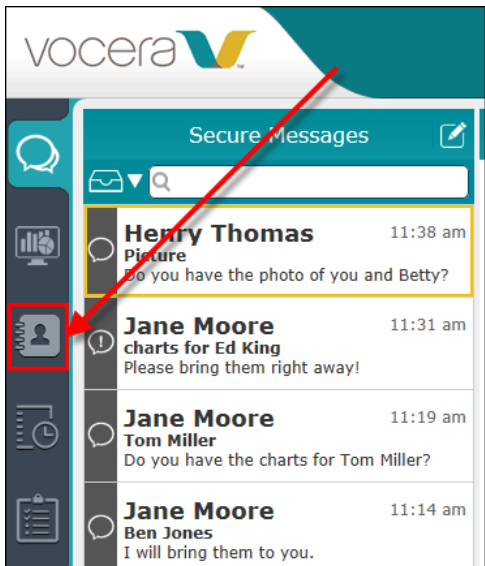 vocera
Secure Messages
Henry Thomas 11:38 am
Picture
Do you have the photo of you and Betty?
Jane Moore 11:31 am
charts for Ed King
Please bring them right away!
Jane Moore 11:19 am
Tom Miller
Do you have the charts for Tom Miller?
Jane Moore 11:14 am
Ben Jones
I will bring them to you.